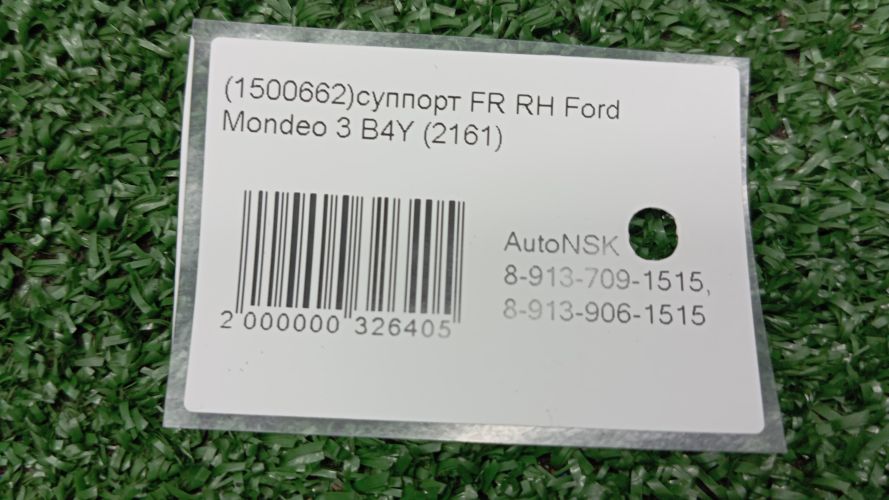 (1500662)суппорт FR RH Ford
Mondeo 3 B4Y (2161)
AutoNSK
8-913-709-1515,
8-913-906-1515
2 000000 326405